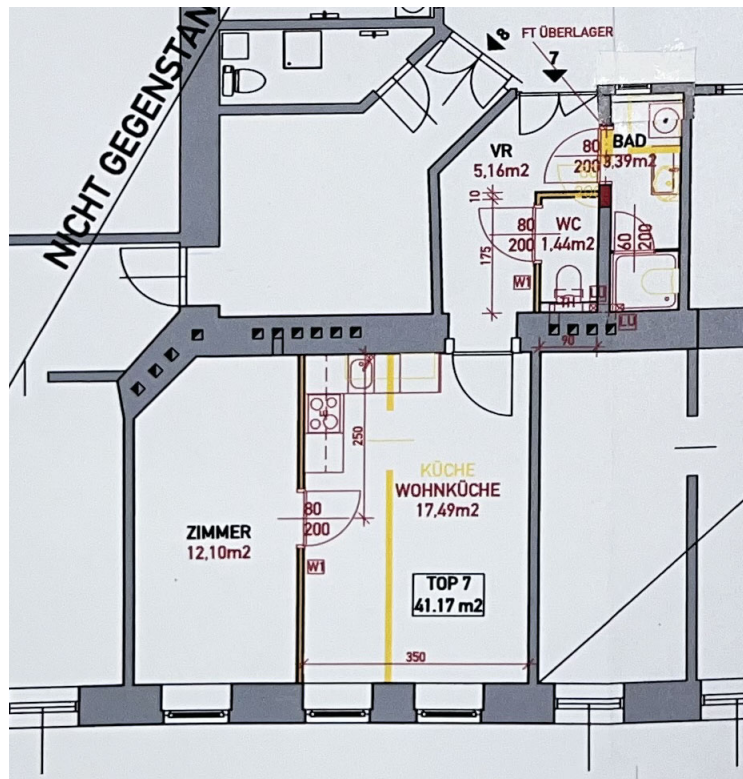 NICHT GEGENSTAN
8
FT ÜBERLAGER
7
VR
5,16m2
80
200
BAD
3,39m2
10
175
80
200
WC
1,44m2
60
200
W1
LÜ
90
250
KÜCHE
WOHNKÜCHE
17,49m2
80
200
ZIMMER
12,10m2
W1
TOP 7
41.17 m2
350